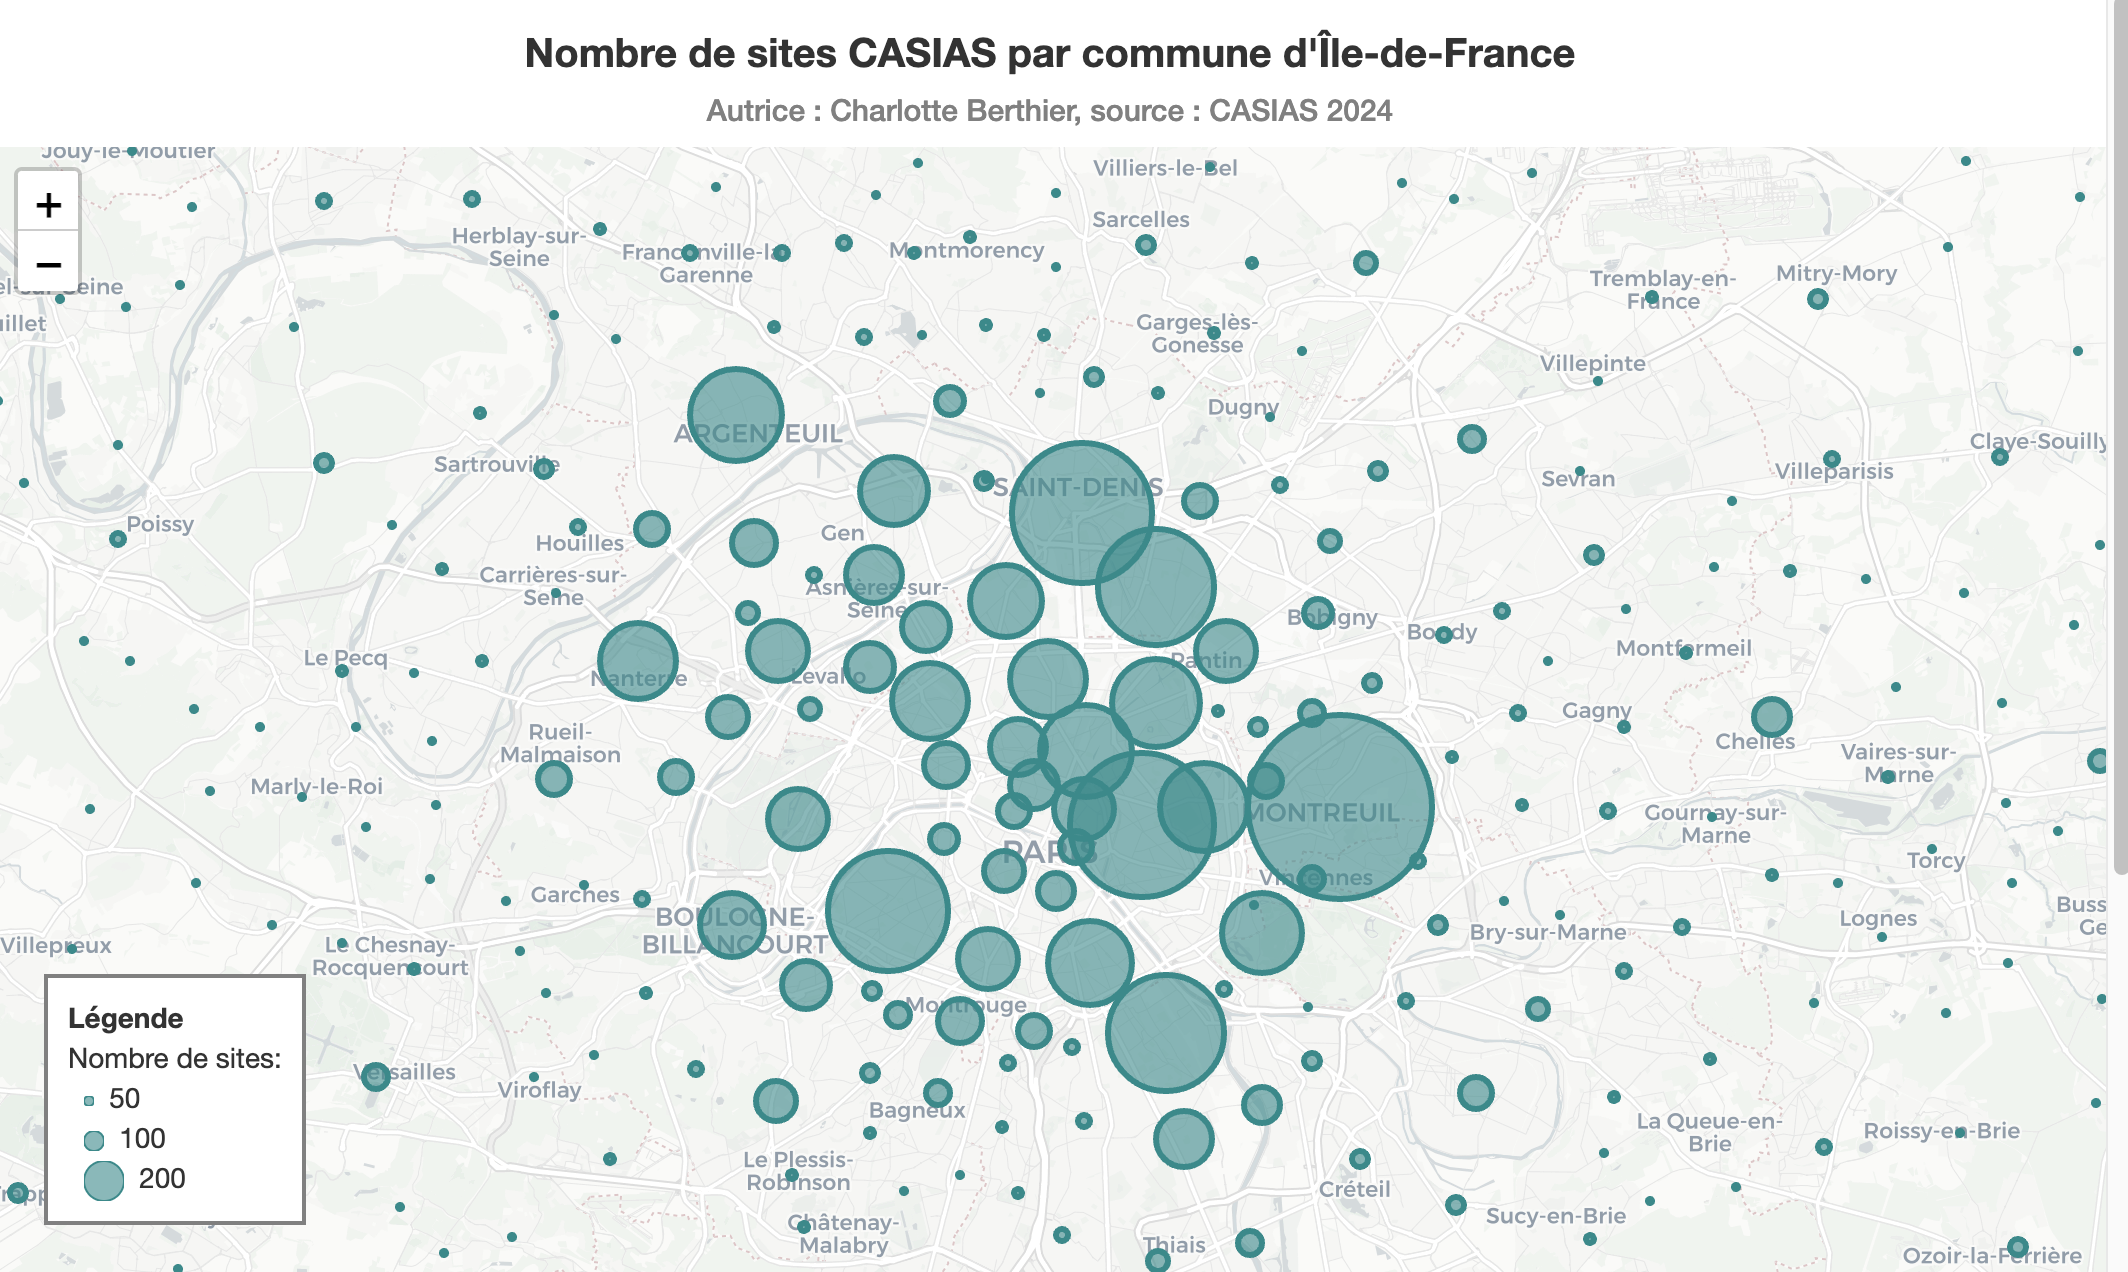 Nombre de sites CASIAS par commune d'Île-de-France
Autrice : Charlotte Berthier, source : CASIAS 2024
Jouy-le-Moutier
Villiers-le-Bel
+
−
Sarcelles
Herblay-sur-
Seine
Franconville-la-
Garenne
Montmorency
Tremblay-en-
France
Mitry-Mory
Garges-lès-
Gonesse
Villepinte
Dugny
ARGENTEUIL
Sartrouville
Claye-Souilly
SAINT-DENIS
Sevran
Villeparisis
Poissy
Houilles
Gen
Carrières-sur-
Seine
Asnières-sur-
Seine
Bobigny
Bondy
Le Pecq
Nanterre
Levallo
Pantin
Montfermeil
Rueil-
Malmaison
Gagny
Chelles
Vaires-sur-
Marne
Marly-le-Roi
MONTREUIL
Gournay-sur-
Marne
PARIS
Torcy
Vincennes
Garches
BOULOGNE-
BILLANCOURT
Villepreux
Le Chesnay-
Rocquencourt
Bry-sur-Marne
Lognes
Buss
Ge
Montrouge
Légende
Nombre de sites:
50
100
200
Versailles
Viroflay
Bagneux
La Queue-en-
Brie
Roissy-en-Brie
Le Plessis-
Robinson
Créteil
Sucy-en-Brie
Châtenay-
Malabry
Thiais
Ozoir-la-Ferrière